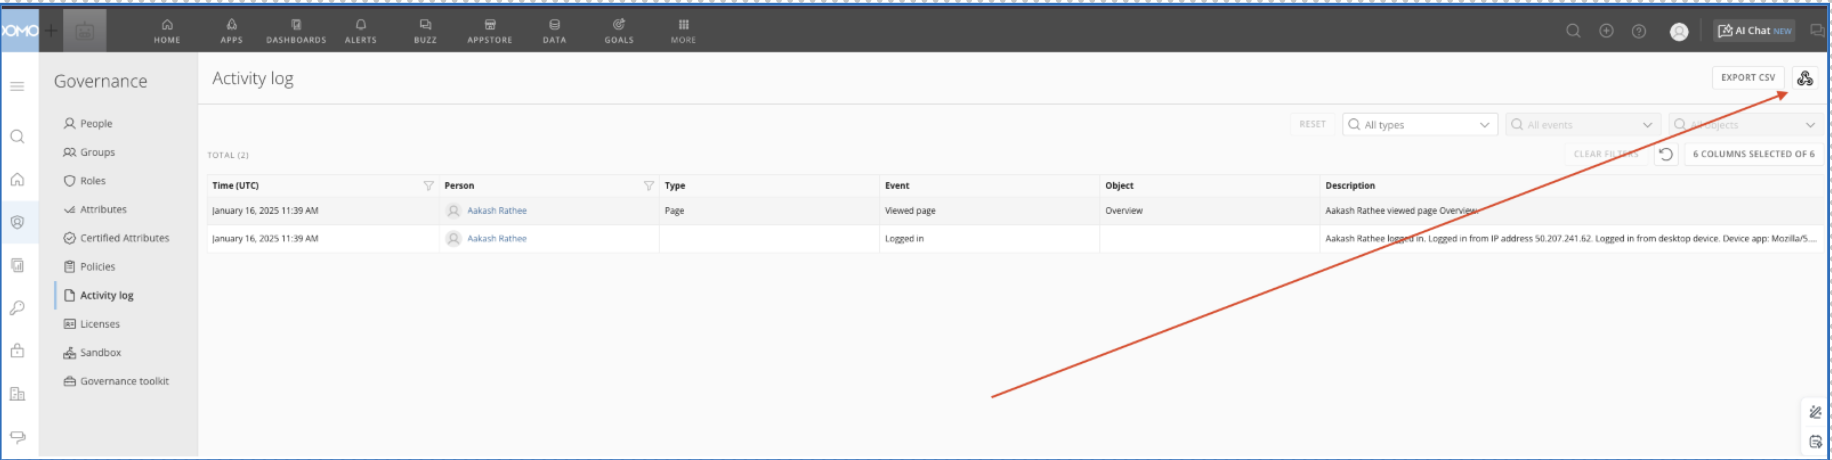 DOMO
HOME
APPS
DASHBOARDS
ALERTS
BUZZ
APPSTORE
DATA
GOALS
MORE
AI Chat NEW
Governance
Activity log
EXPORT CSV
People
Groups
Roles
Attributes
Certified Attributes
Policies
Activity log
Licenses
Sandbox
Governance toolkit
RESET
All types
All events
All objects
TOTAL (2)
CLEAR FILTERS
6 COLUMNS SELECTED OF 6
Time (UTC) Person Type Event Object Description
January 16, 2025 11:39 AM Aakash Rathee Page Viewed page Overview Aakash Rathee viewed page Overview.
January 16, 2025 11:39 AM Aakash Rathee Logged in Aakash Rathee logged in. Logged in from IP address 50.207.241.62. Logged in from desktop device. Device app: Mozilla/5....